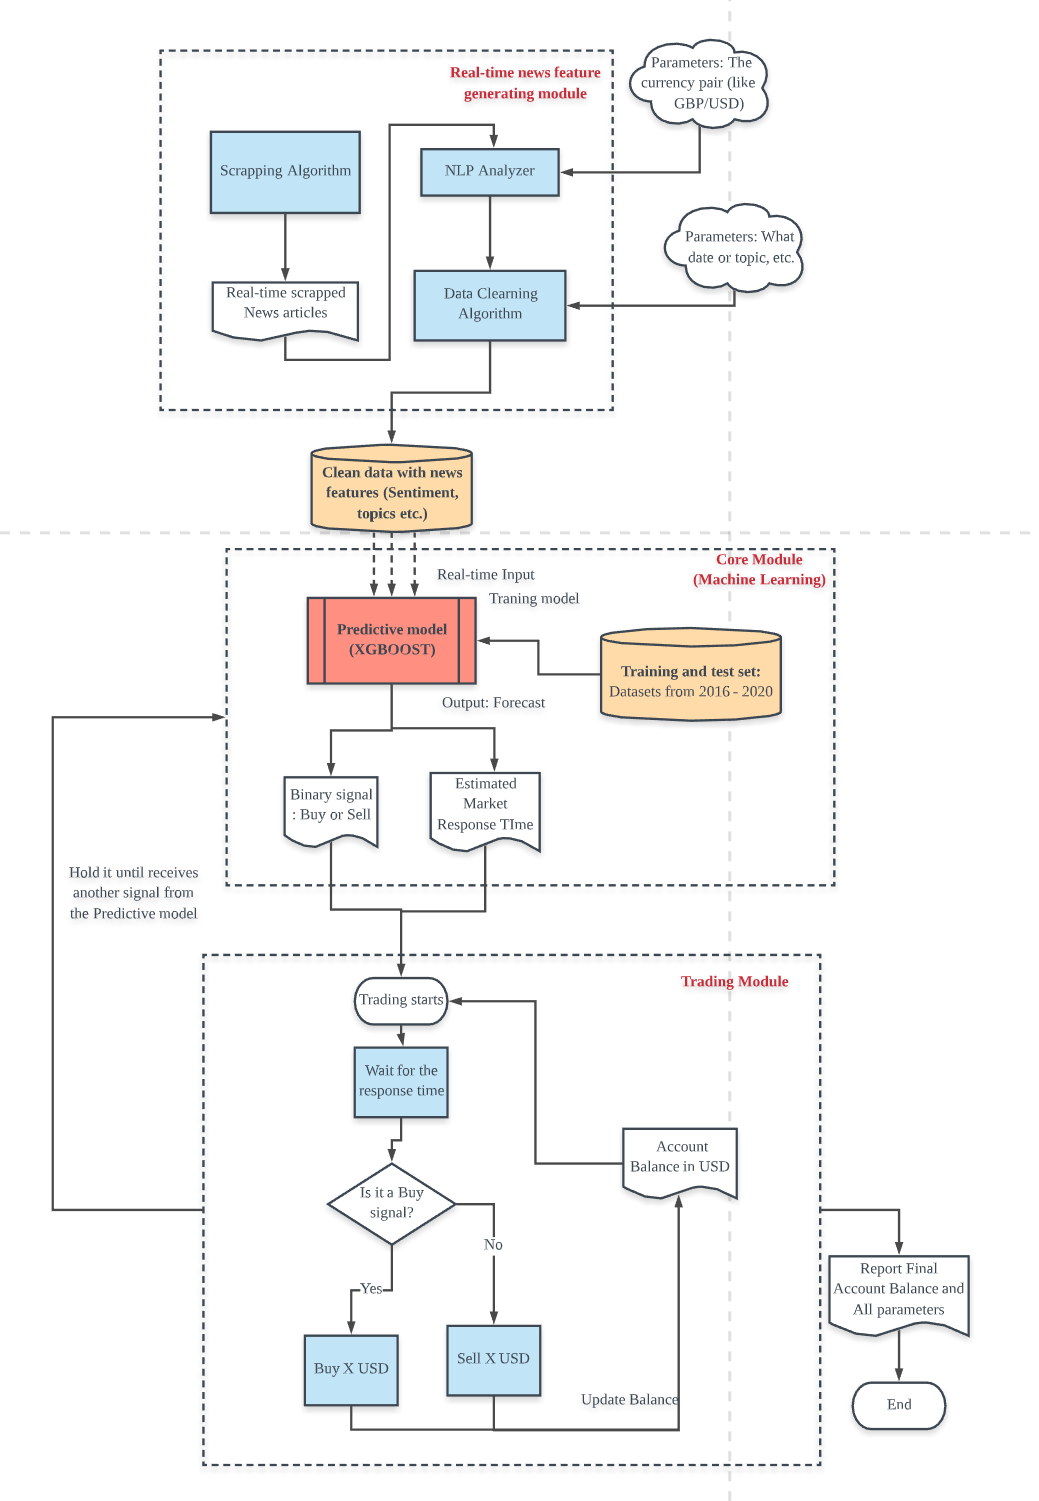 Real-time news feature
generating module
Parameters: The
currency pair (like
GBP/USD)
Scrapping Algorithm
NLP Analyzer
Parameters: What
date or topic, etc.
Real-time scrapped
News articles
Data Clearning
Algorithm
Clean data with news
features (Sentiment,
topics etc.)
Core Module
(Machine Learning)
Real-time Input
Traning model
Predictive model
(XGBOOST)
Training and test set:
Datasets from 2016 - 2020
Output: Forecast
Binary signal
: Buy or Sell
Estimated
Market
Response TIme
Hold it until receives
another signal from
the Predictive model
Trading Module
Trading starts
Wait for the
response time
Account
Balance in USD
Is it a Buy
signal?
No
Yes
Report Final
Account Balance and
All parameters
Buy X USD
Sell X USD
Update Balance
End